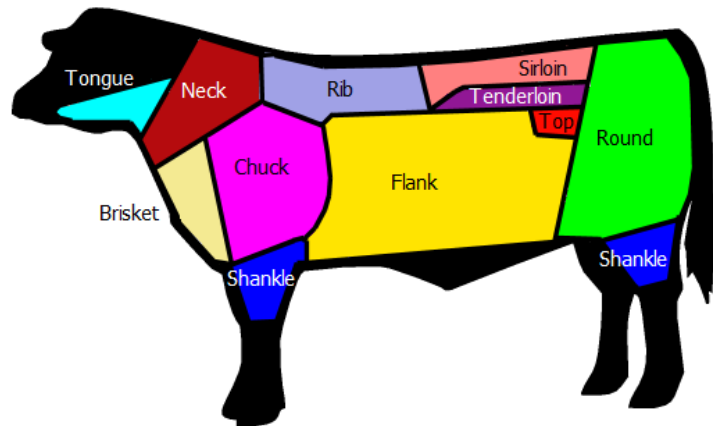 Tongue
Neck
Rib
Sirloin
Tenderloin
Top
Round
Chuck
Flank
Brisket
Shankle
Shankle